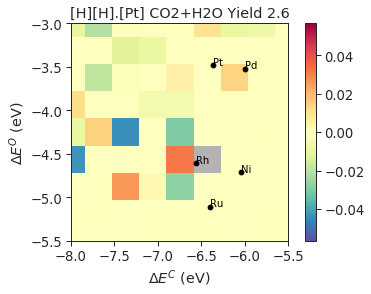 [H][H].[Pt] CO2+H2O Yield 2.6
−3.0
−3.5
−4.0
−4.5
−5.0
−5.5
ΔE^O (eV)
Pt
Pd
Rh
Ni
Ru
−8.0 −7.5 −7.0 −6.5 −6.0 −5.5
ΔE^C (eV)
0.04
0.02
0.00
−0.02
−0.04